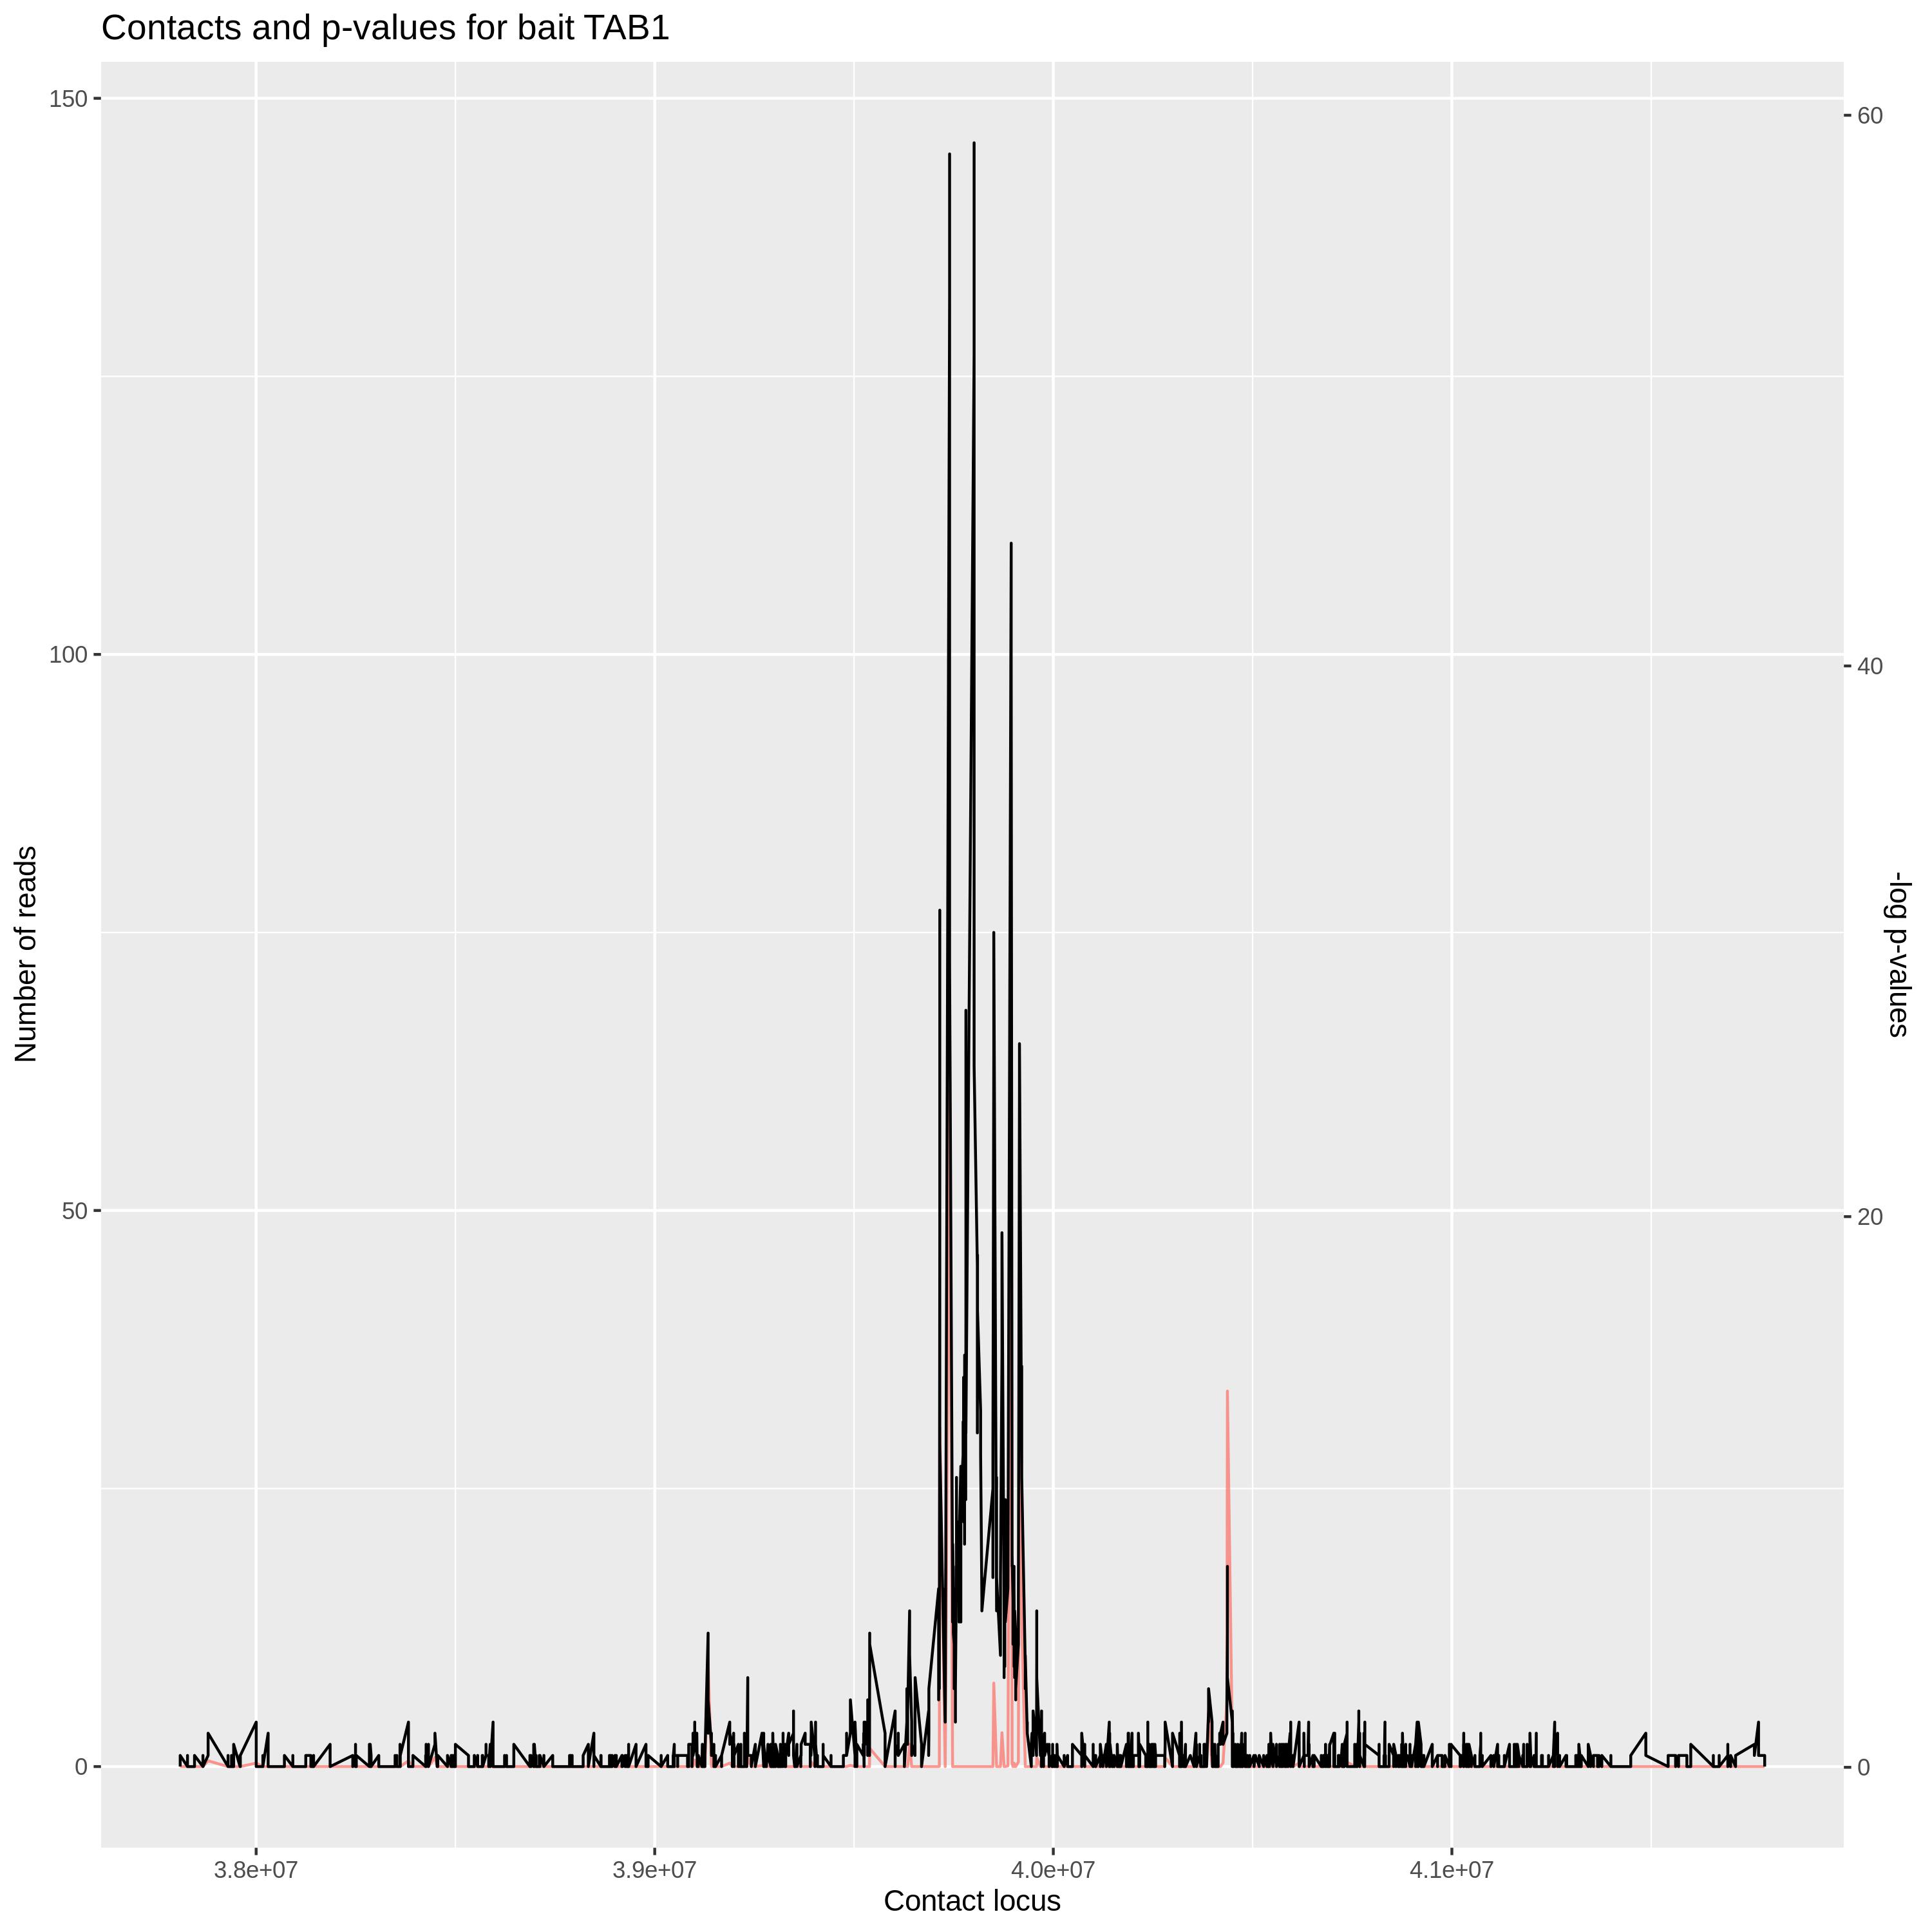 Contacts and p-values for bait TAB1
150
100
50
0
60
40
20
0
Number of reads
-log p-values
3.8e+07
3.9e+07
4.0e+07
4.1e+07
Contact locus